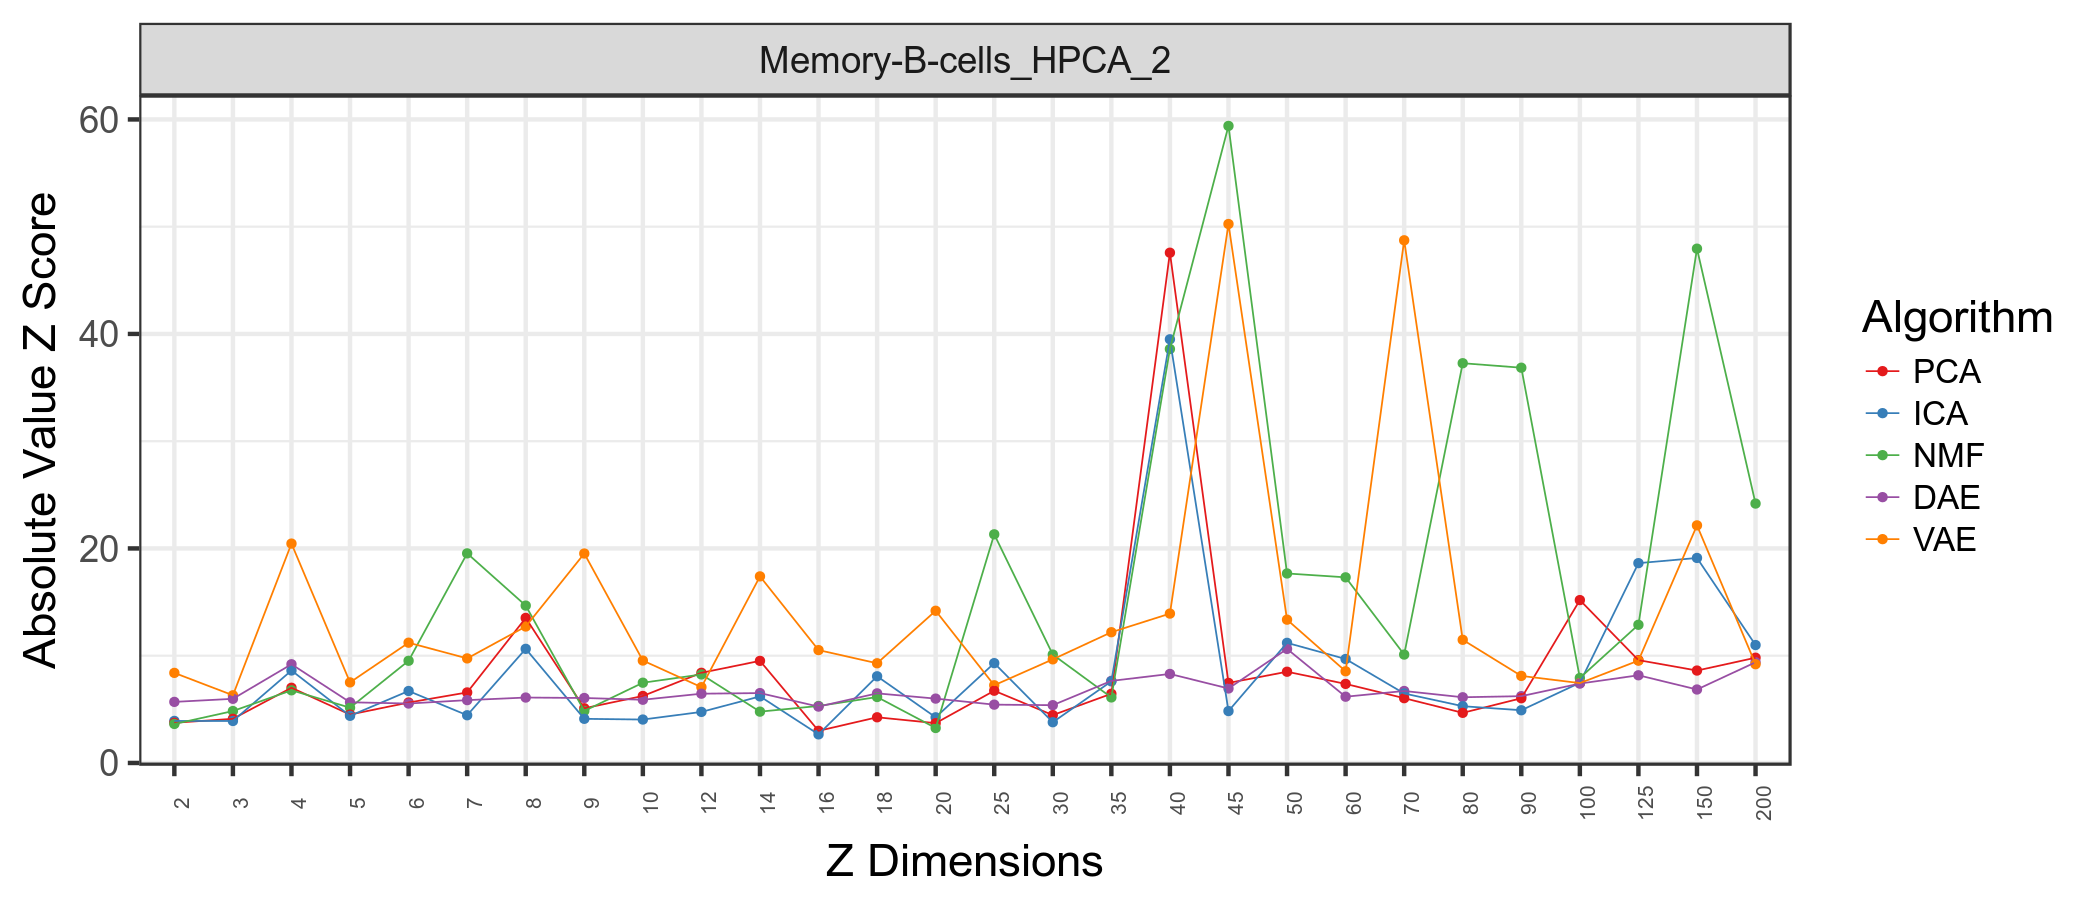 Memory-B-cells_HPCA_2
Absolute Value Z Score
60
40
20
0
2 3 4 5 6 7 8 9 10 12 14 16 18 20 25 30 35 40 45 50 60 70 80 90 100 125 150 200
Z Dimensions
Algorithm
PCA
ICA
NMF
DAE
VAE